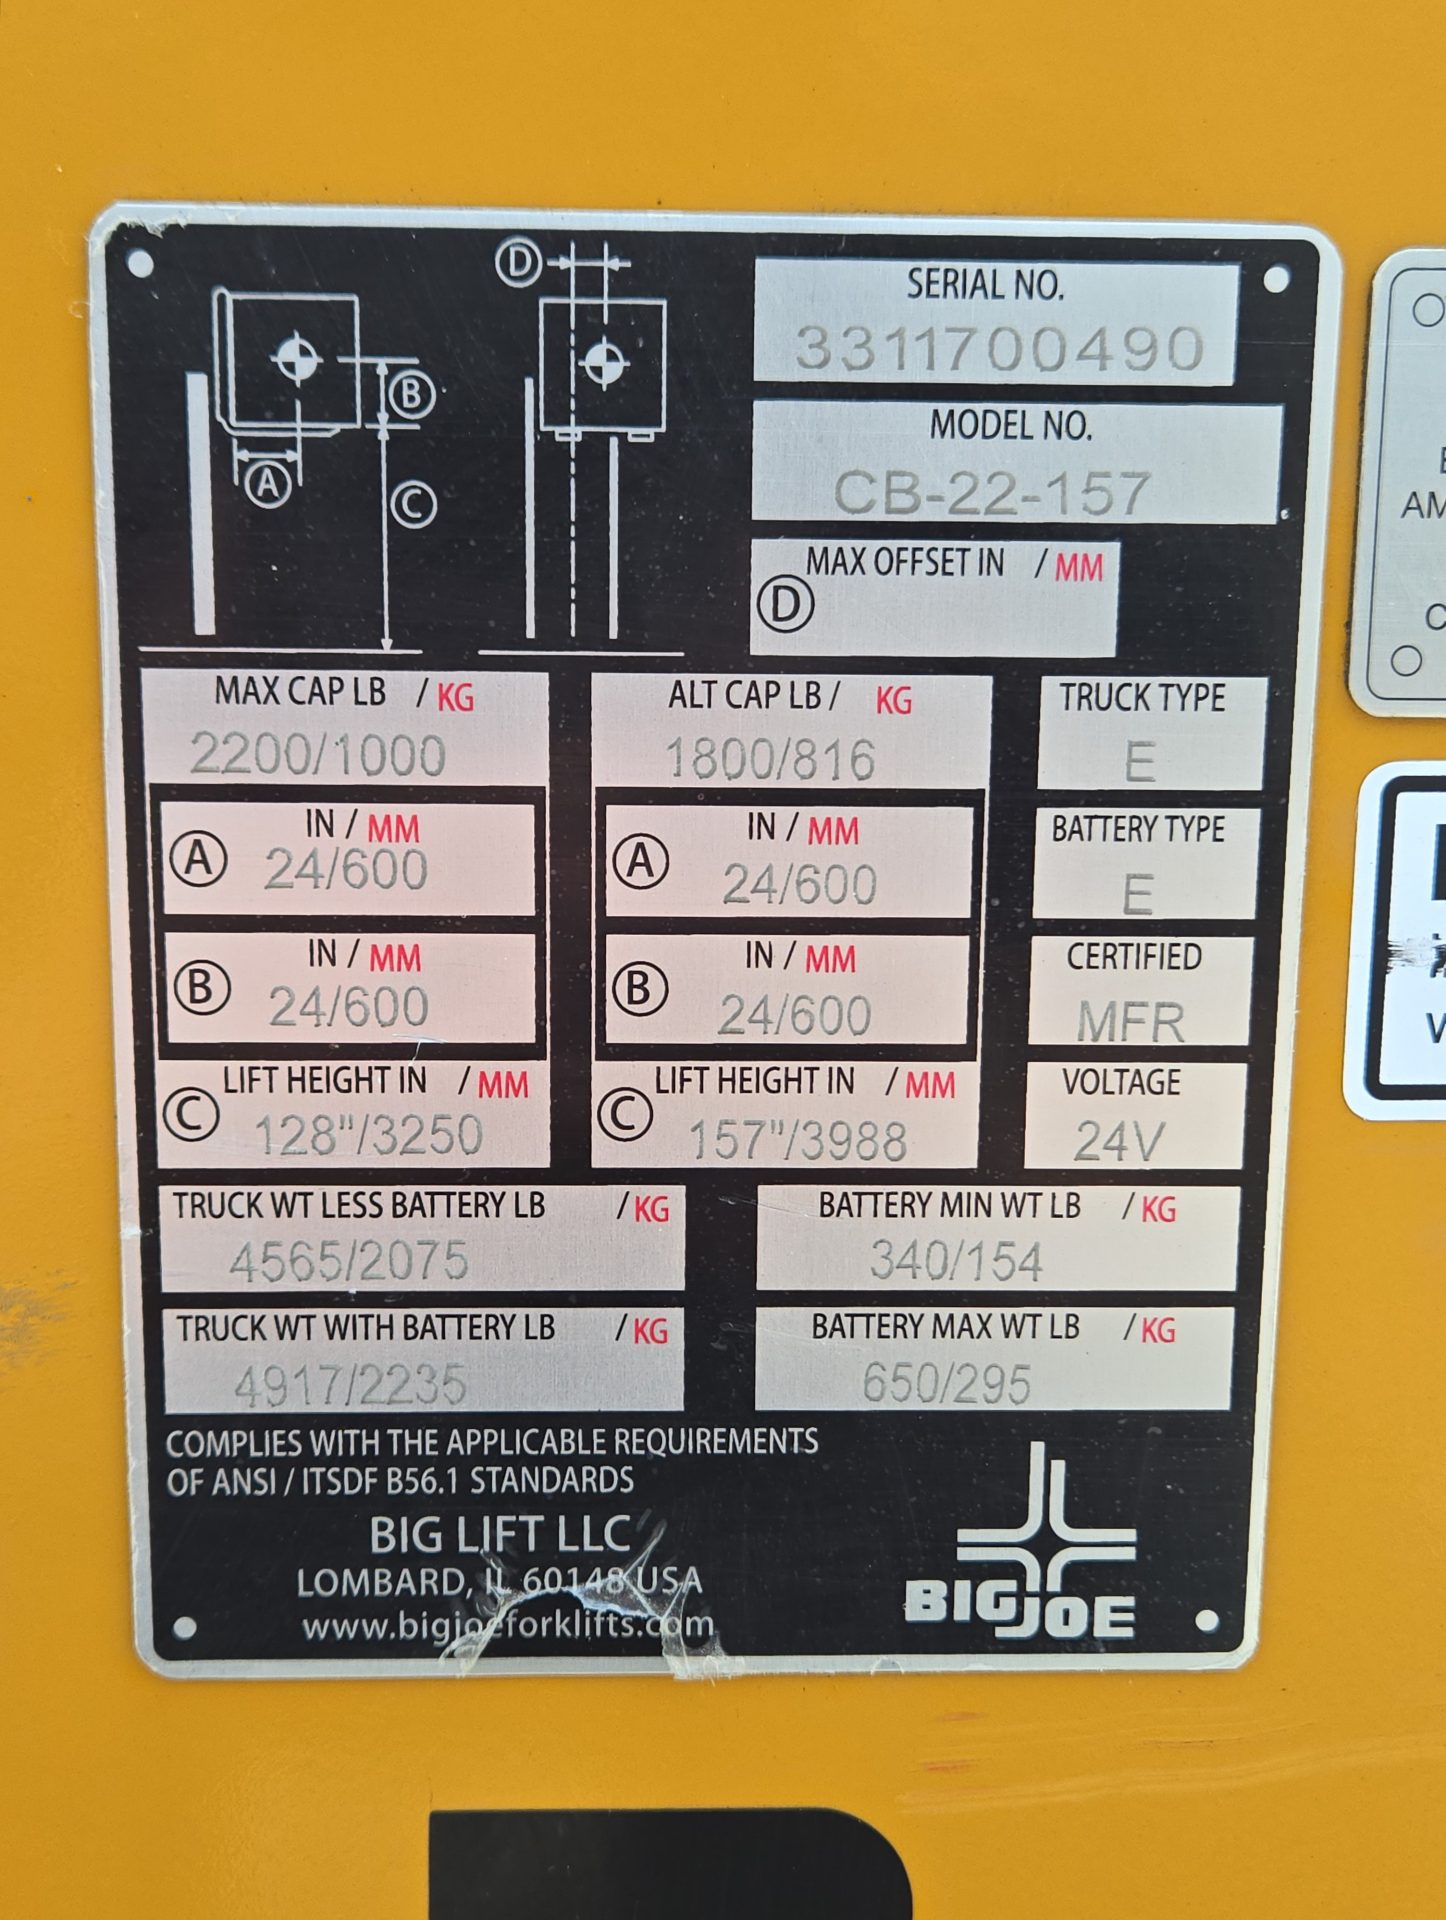 D
B
A
C
SERIAL NO.
3311700490
MODEL NO.
CB-22-157
MAX OFFSET IN / MM
D
MAX CAP LB / KG
2200/1000
A IN / MM
24/600
B IN / MM
24/600
C LIFT HEIGHT IN / MM
128"/3250
ALT CAP LB / KG
1800/816
A IN / MM
24/600
B IN / MM
24/600
C LIFT HEIGHT IN / MM
157"/3988
TRUCK TYPE
E
BATTERY TYPE
E
CERTIFIED
MFR
VOLTAGE
24V
TRUCK WT LESS BATTERY LB / KG
4565/2075
BATTERY MIN WT LB / KG
340/154
TRUCK WT WITH BATTERY LB / KG
4917/2235
BATTERY MAX WT LB / KG
650/295
COMPLIES WITH THE APPLICABLE REQUIREMENTS
OF ANSI / ITSDF B56.1 STANDARDS
BIG LIFT LLC
LOMBARD, IL 60148 USA
www.bigjoeforklifts.com
BIG JOE
AM